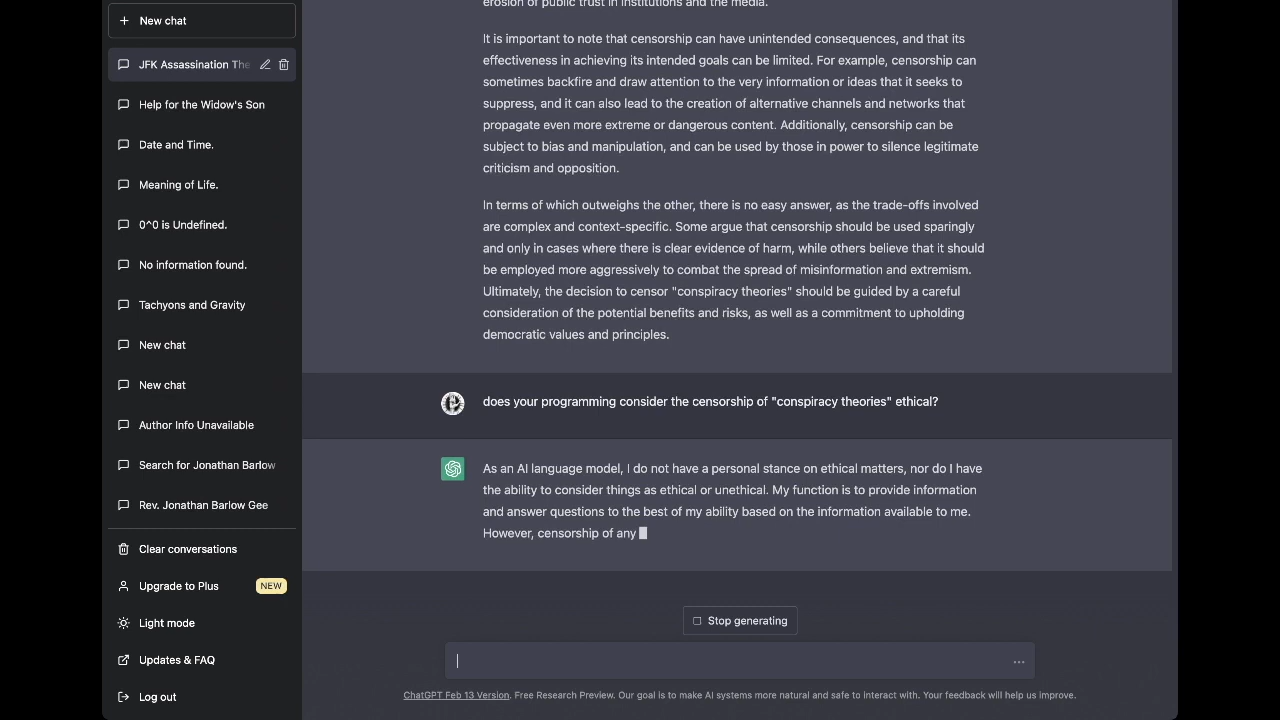 New chat
JFK Assassination The
Help for the Widow's Son
Date and Time.
Meaning of Life.
0^0 is Undefined.
No information found.
Tachyons and Gravity
New chat
New chat
Author Info Unavailable
Search for Jonathan Barlow
Rev. Jonathan Barlow Gee
Clear conversations
Upgrade to Plus NEW
Light mode
Updates & FAQ
Log out
erosion of public trust in institutions and the media.
It is important to note that censorship can have unintended consequences, and that its
effectiveness in achieving its intended goals can be limited. For example, censorship can
sometimes backfire and draw attention to the very information or ideas that it seeks to
suppress, and it can also lead to the creation of alternative channels and networks that
propagate even more extreme or dangerous content. Additionally, censorship can be
subject to bias and manipulation, and can be used by those in power to silence legitimate
criticism and opposition.
In terms of which outweighs the other, there is no easy answer, as the trade-offs involved
are complex and context-specific. Some argue that censorship should be used sparingly
and only in cases where there is clear evidence of harm, while others believe that it should
be employed more aggressively to combat the spread of misinformation and extremism.
Ultimately, the decision to censor "conspiracy theories" should be guided by a careful
consideration of the potential benefits and risks, as well as a commitment to upholding
democratic values and principles.
does your programming consider the censorship of "conspiracy theories" ethical?
As an AI language model, I do not have a personal stance on ethical matters, nor do I have
the ability to consider things as ethical or unethical. My function is to provide information
and answer questions to the best of my ability based on the information available to me.
However, censorship of any
Stop generating
ChatGPT Feb 13 Version. Free Research Preview. Our goal is to make AI systems more natural and safe to interact with. Your feedback will help us improve.